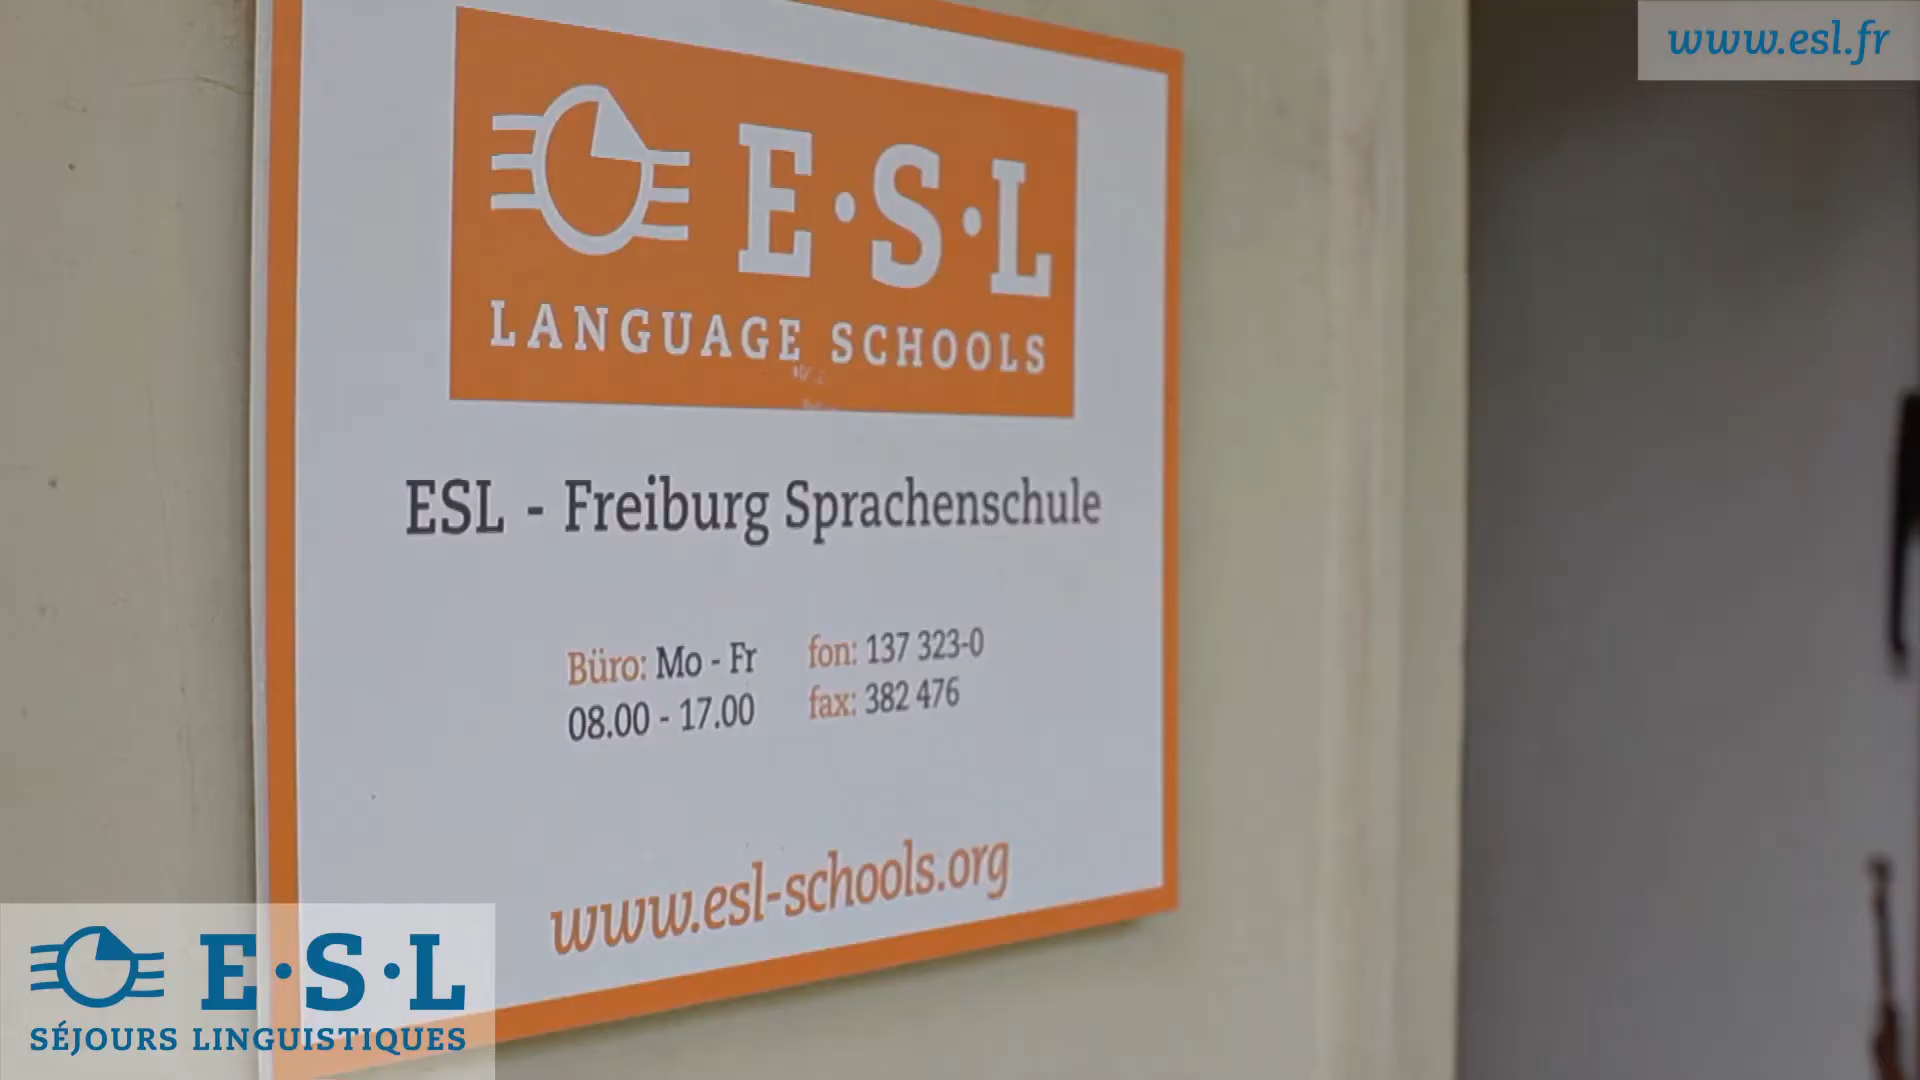 www.esl.fr
E·S·L
LANGUAGE SCHOOLS
ESL - Freiburg Sprachenschule
Büro: Mo - Fr
08.00 - 17.00
fon: 137 323-0
fax: 382 476
www.esl-schools.org
E·S·L
SÉJOURS LINGUISTIQUES